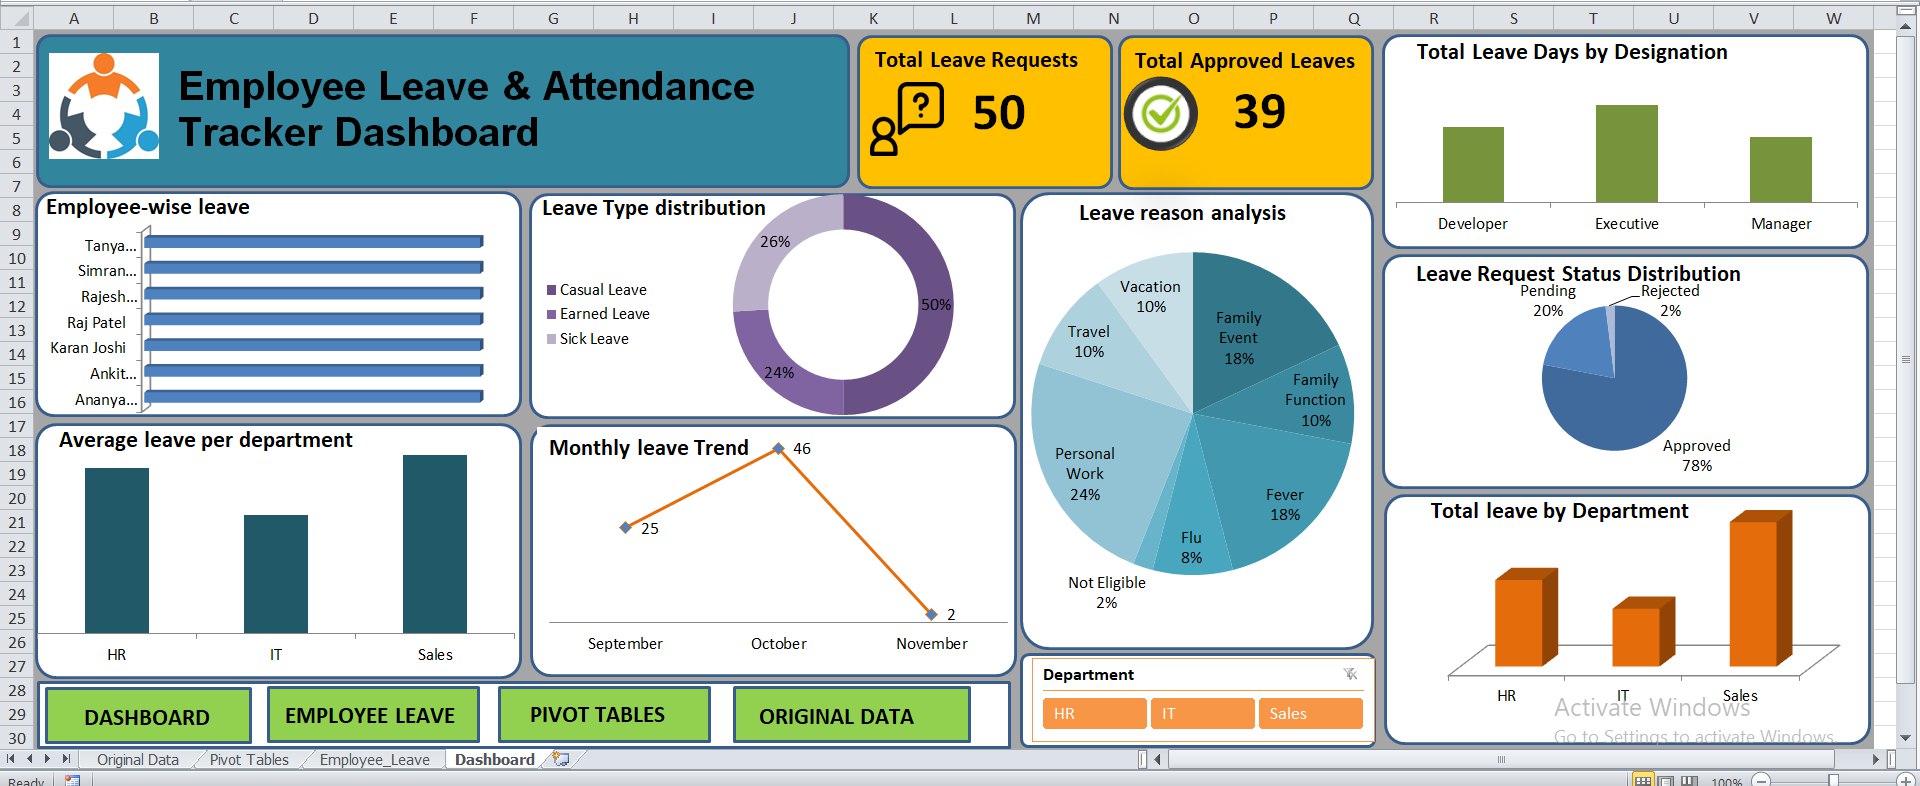 A B C D E F G H I J K L M N O P Q R S T U V W
1
2
3
4
5
6
7
8
9
10
11
12
13
14
15
16
17
18
19
20
21
22
23
24
25
26
27
28
29
30
Employee Leave & Attendance
Tracker Dashboard
Total Leave Requests
?
50
Total Approved Leaves
39
Total Leave Days by Designation
Developer Executive Manager
Employee-wise leave
Tanya...
Simran...
Rajesh...
Raj Patel
Karan Joshi
Ankit...
Ananya...
Leave Type distribution
Casual Leave
Earned Leave
Sick Leave
26%
50%
24%
Leave reason analysis
Vacation
10%
Family
Event
18%
Travel
10%
Family
Function
10%
Personal
Work
24%
Fever
18%
Flu
8%
Not Eligible
2%
Leave Request Status Distribution
Pending
20%
Rejected
2%
Approved
78%
Average leave per department
HR IT Sales
Monthly leave Trend
46
25
2
September October November
Total leave by Department
HR IT Sales
Department
HR IT Sales
DASHBOARD EMPLOYEE LEAVE PIVOT TABLES ORIGINAL DATA
Activate Windows
Go to Settings to activate Windows.
Original Data Pivot Tables Employee_Leave Dashboard
Ready
100%